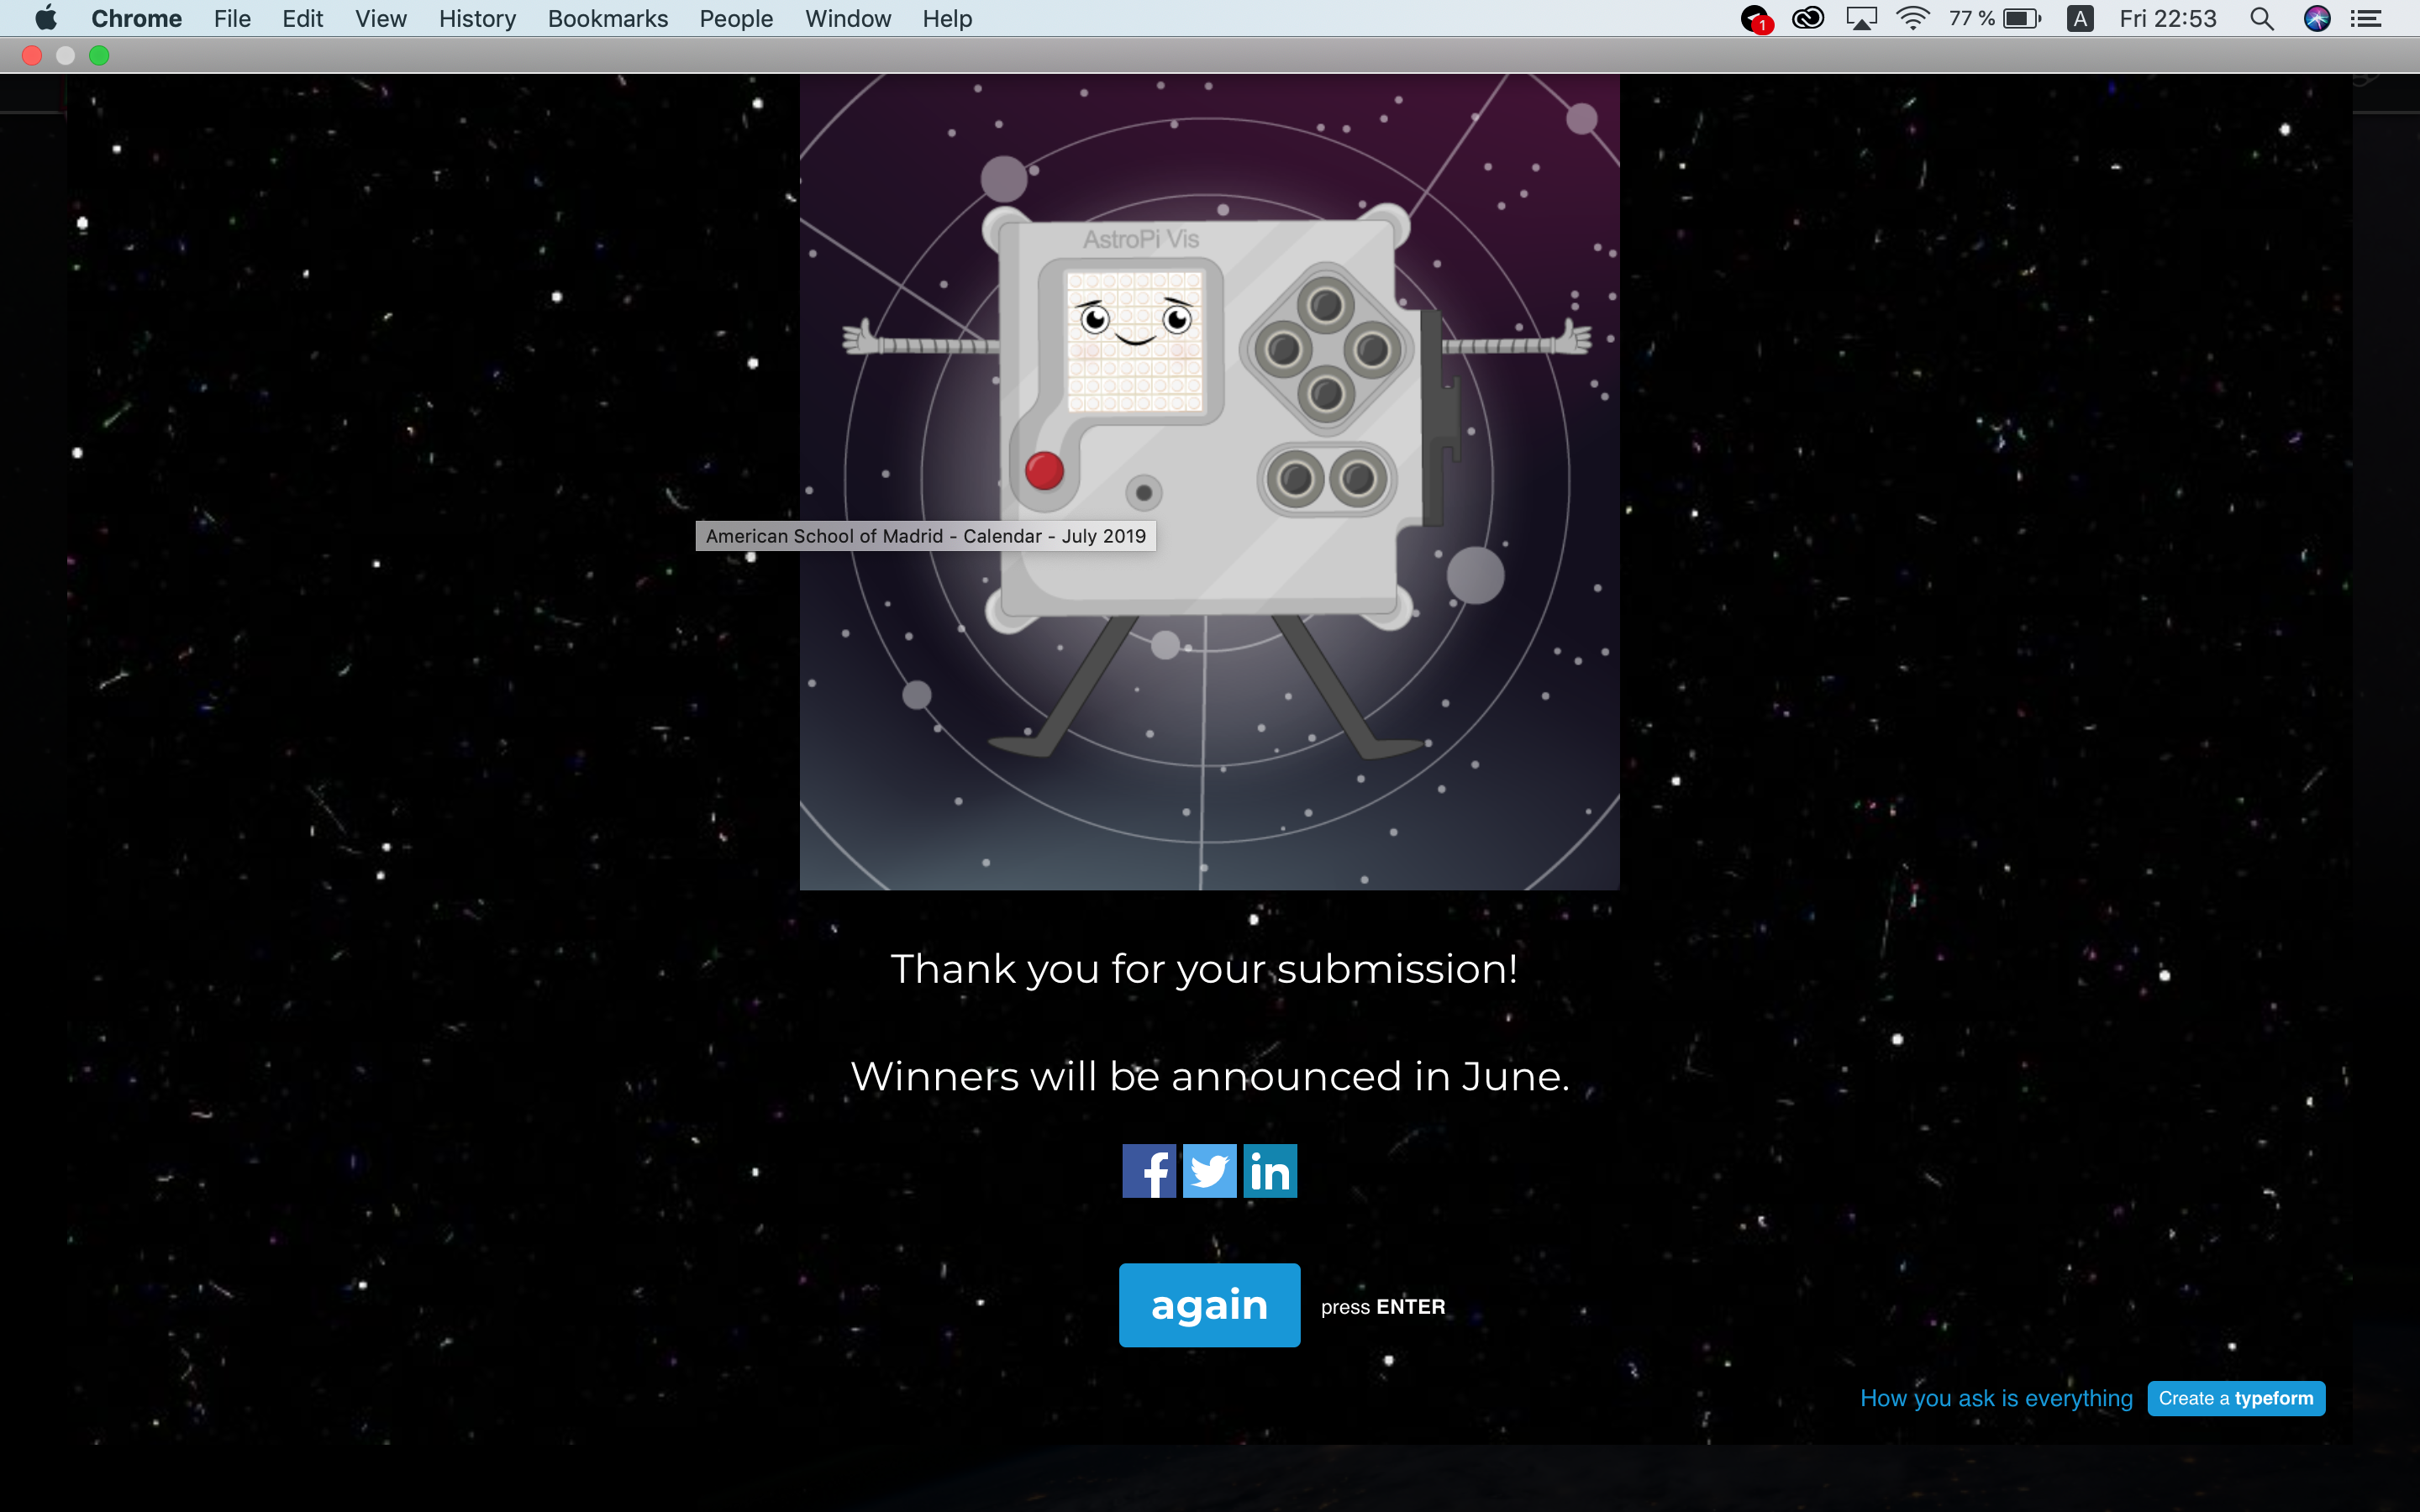 Chrome File Edit View History Bookmarks People Window Help 1 77 % A Fri 22:53
AstroPi Vis
American School of Madrid - Calendar - July 2019
Thank you for your submission!
Winners will be announced in June.
f in
again press ENTER
How you ask is everything Create a typeform